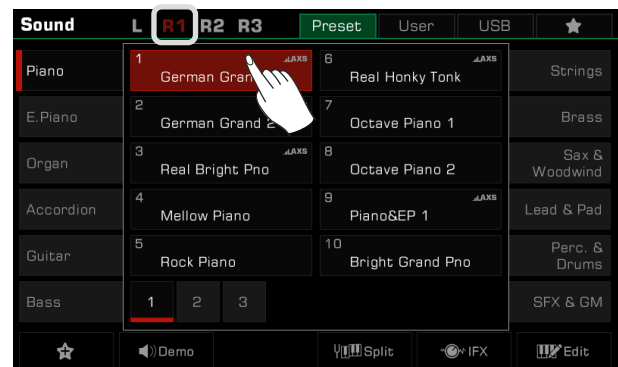 Sound L R1 R2 R3 Preset User USB
Piano
E.Piano
Organ
Accordion
Guitar
Bass
1 AXS
German Grand
2
German Grand 2
3 AXS
Real Bright Pno
4
Mellow Piano
5
Rock Piano
6 AXS
Real Honky Tonk
7
Octave Piano 1
8
Octave Piano 2
9 AXS
Piano&EP 1
10
Bright Grand Pno
1 2 3
Strings
Brass
Sax &
Woodwind
Lead & Pad
Perc. &
Drums
SFX & GM
Demo Split IFX Edit